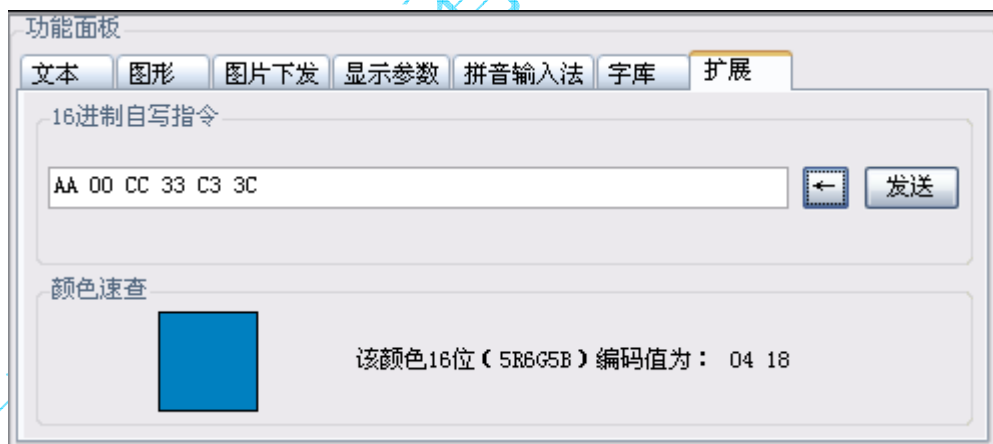 功能面板
文本 图形 图片下发 显示参数 拼音输入法 字库 扩展
16进制自写指令
AA 00 CC 33 C3 3C ← 发送
颜色速查
该颜色16位(5R6G5B)编码值为: 04 18